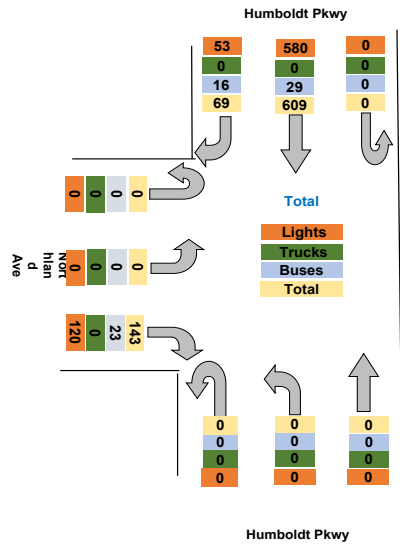 Humboldt Pkwy
53 580 0
0 0 0
16 29 0
69 609 0
0 0 0 0
Total
Lights
Trucks
Buses
Total
Nort
hlan
d
Ave
0 0 0 0
120 0 23 143
0 0 0
0 0 0
0 0 0
0 0 0
Humboldt Pkwy